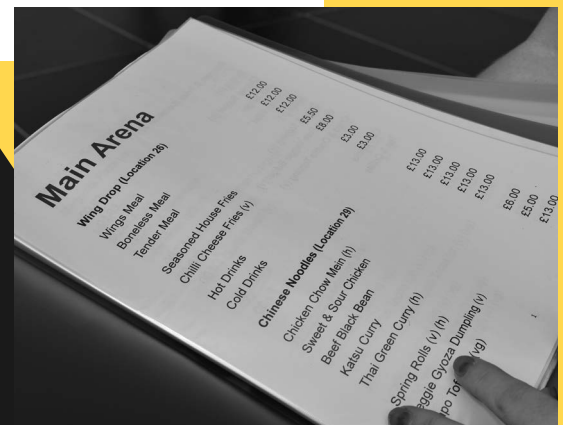 Main Arena
Wing Drop (Location 26)
Wings Meal £12.00
Boneless Meal £12.00
Tender Meal £12.00
Seasoned House Fries £5.50
Chilli Cheese Fries (v) £8.00
Hot Drinks £3.00
Cold Drinks £3.00
Chinese Noodles (Location 29)
Chicken Chow Mein (h) £13.00
Sweet & Sour Chicken £13.00
Beef Black Bean £13.00
Katsu Curry £13.00
Thai Green Curry (h) £13.00
Spring Rolls (v) (h) £6.00
Gyoza Dumpling (v) £5.00
(vg) £13.00